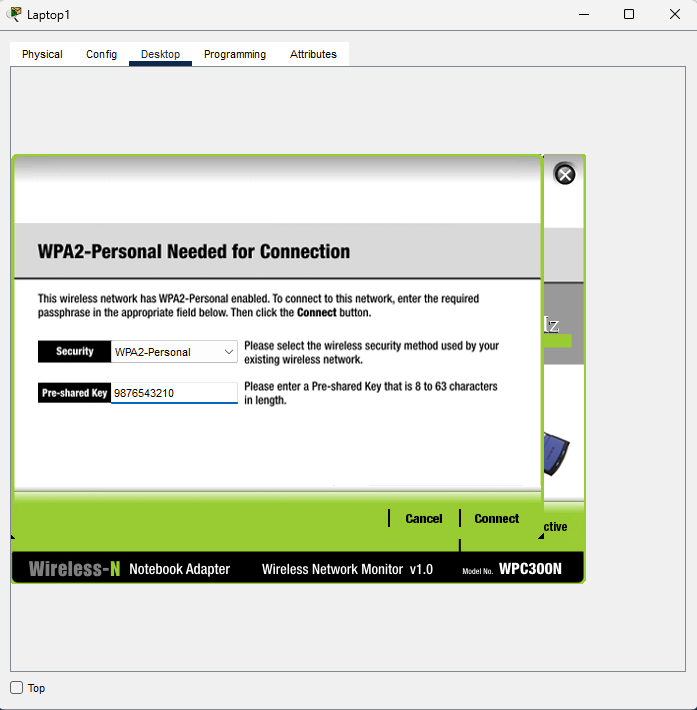 Laptop1
Physical Config Desktop Programming Attributes
WPA2-Personal Needed for Connection
This wireless network has WPA2-Personal enabled. To connect to this network, enter the required
passphrase in the appropriate field below. Then click the Connect button.
Security WPA2-Personal Please select the wireless security method used by your
existing wireless network.
Pre-shared Key 9876543210 Please enter a Pre-shared Key that is 8 to 63 characters
in length.
Hz
Cancel Connect
ctive
Wireless-N Notebook Adapter Wireless Network Monitor v1.0 Model No. WPC300N
Top